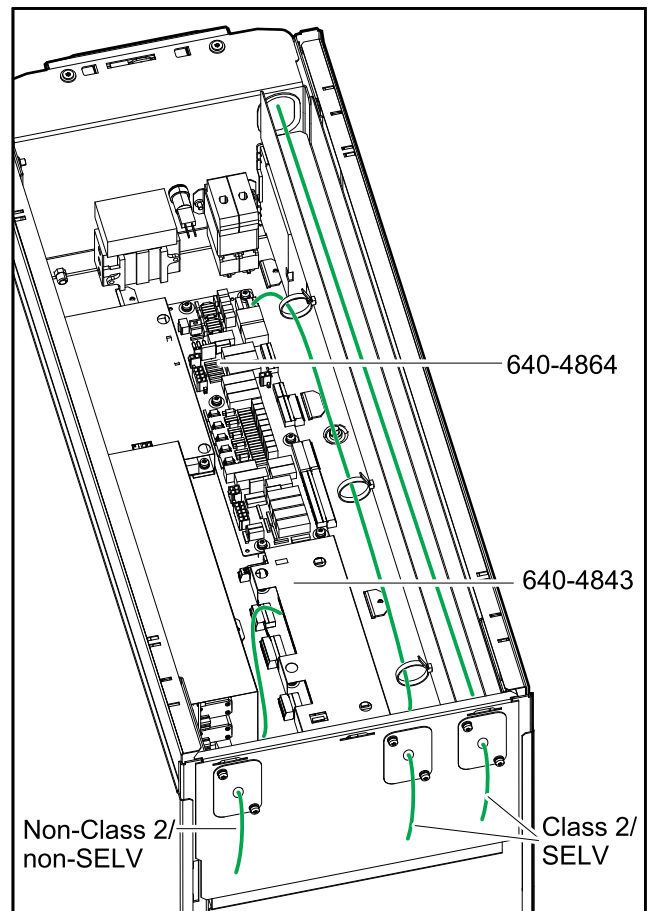 640-4864
640-4843
Non-Class 2/
non-SELV
Class 2/
SELV